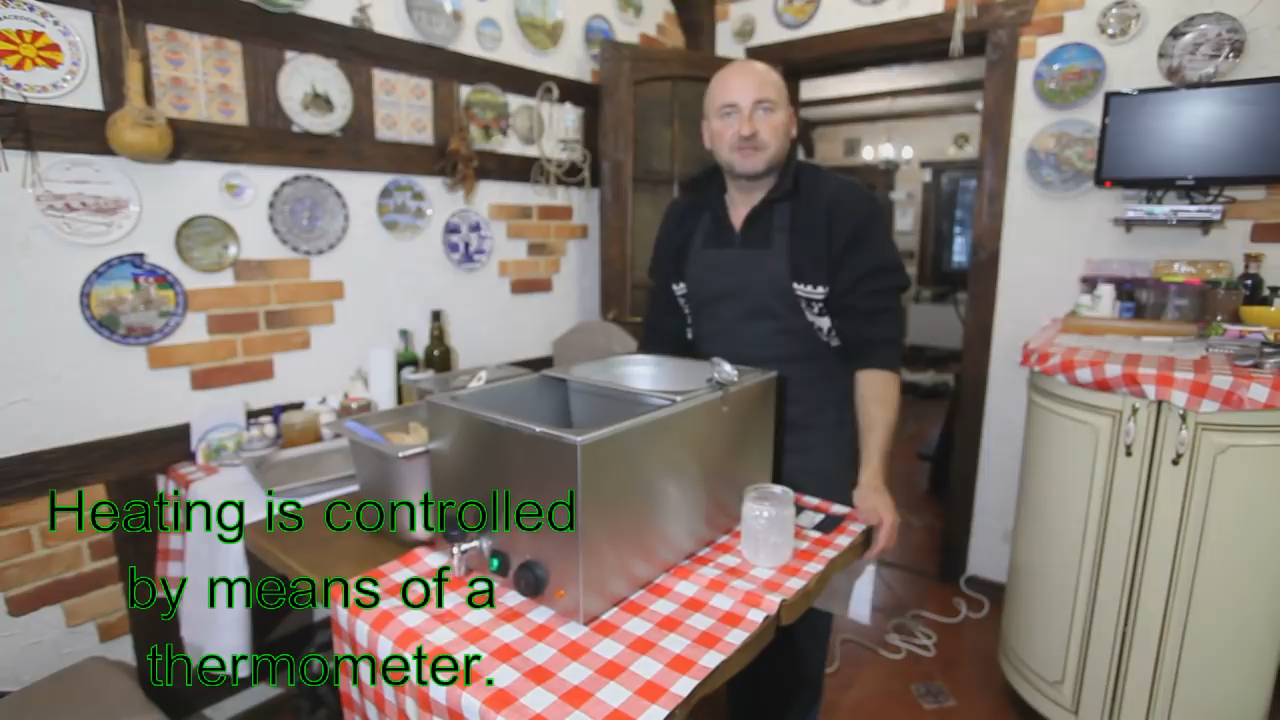 Heating is controlled
by means of a
thermometer.